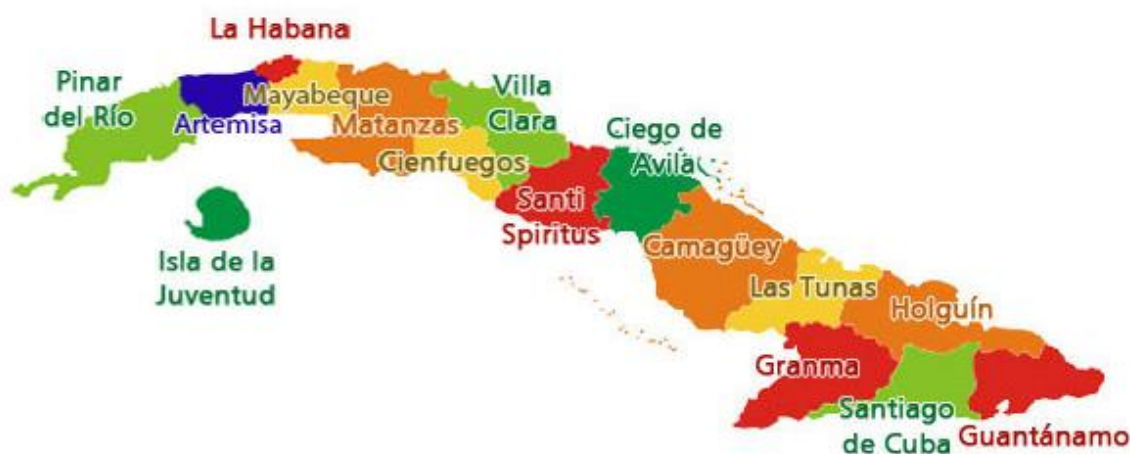 La Habana
Pinar
del Río
Artemisa
Mayabeque
Matanzas
Villa
Clara
Cienfuegos
Ciego de
Avila
Santi
Spiritus
Isla de la
Juventud
Camagüey
Las Tunas
Holguín
Granma
Santiago
de Cuba
Guantánamo